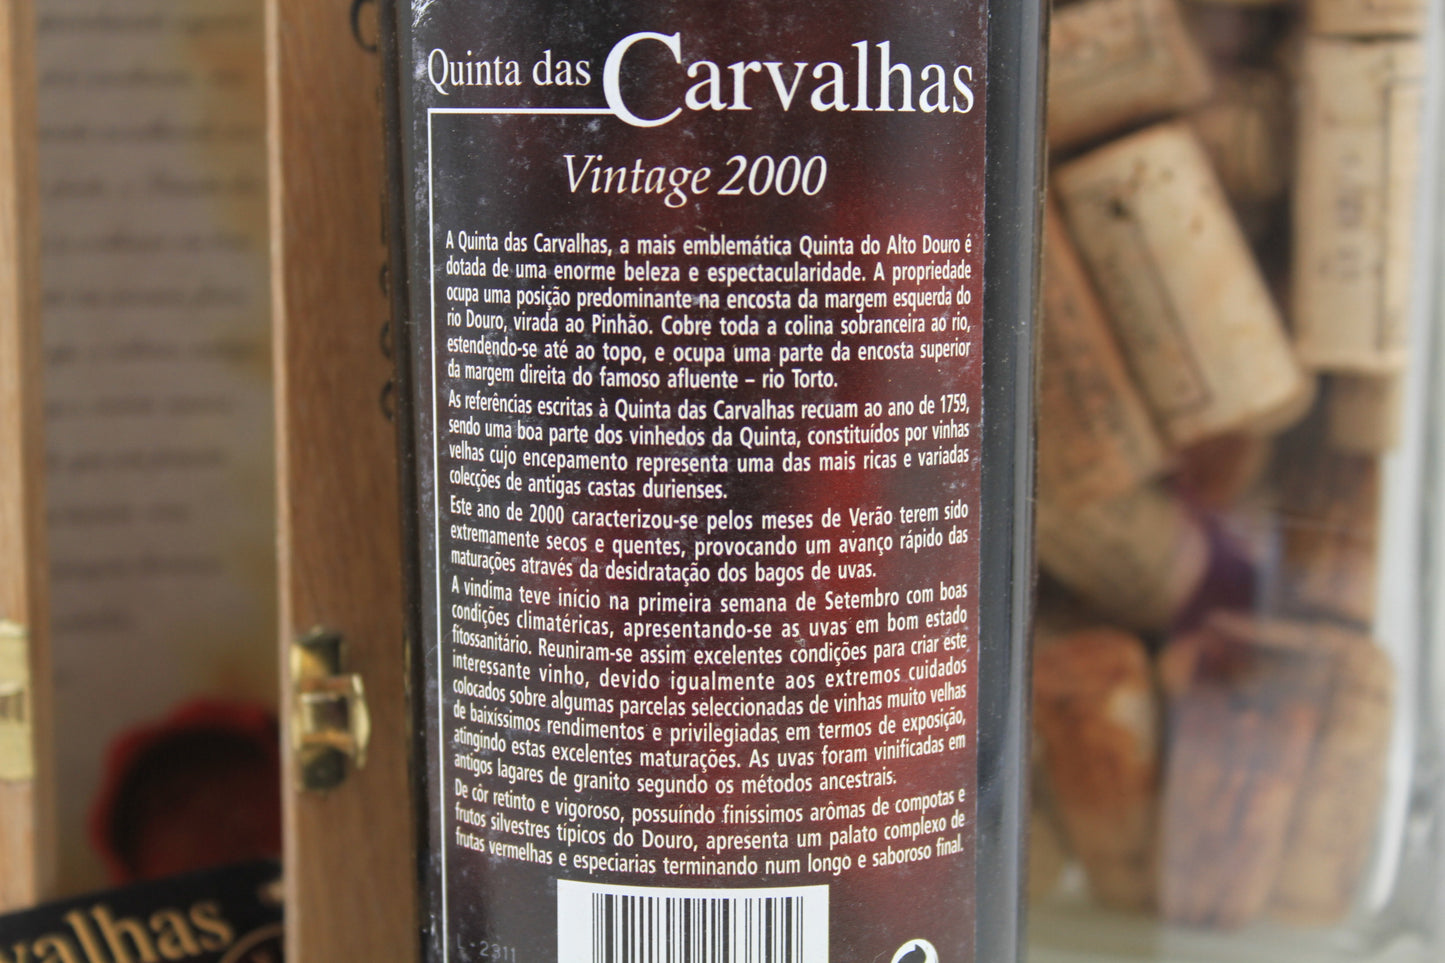 Quinta das Carvalhas
Vintage 2000
A Quinta das Carvalhas, a mais emblemática Quinta do Alto Douro é
dotada de uma enorme beleza e espectacularidade. A propriedade
ocupa uma posição predominante na encosta da margem esquerda do
rio Douro, virada ao Pinhão. Cobre toda a colina sobranceira ao rio,
estendendo-se até ao topo, e ocupa uma parte da encosta superior
da margem direita do famoso afluente – rio Torto.
As referências escritas à Quinta das Carvalhas recuam ao ano de 1759,
sendo uma boa parte dos vinhedos da Quinta, constituídos por vinhas
velhas cujo encepamento representa uma das mais ricas e variadas
colecções de antigas castas durienses.
Este ano de 2000 caracterizou-se pelos meses de Verão terem sido
extremamente secos e quentes, provocando um avanço rápido das
maturações através da desidratação dos bagos de uvas.
A vindima teve início na primeira semana de Setembro com boas
condições climatéricas, apresentando-se as uvas em bom estado
fitossanitário. Reuniram-se assim excelentes condições para criar este
interessante vinho, devido igualmente aos extremos cuidados
colocados sobre algumas parcelas seleccionadas de vinhas muito velhas
de baixíssimos rendimentos e privilegiadas em termos de exposição,
atingindo estas excelentes maturações. As uvas foram vinificadas em
antigos lagares de granito segundo os métodos ancestrais.
De côr retinto e vigoroso, possuíndo finíssimos arômas de compotas e
frutos silvestres típicos do Douro, apresenta um palato complexo de
frutas vermelhas e especiarias terminando num longo e saboroso final.
L-2311
valhas